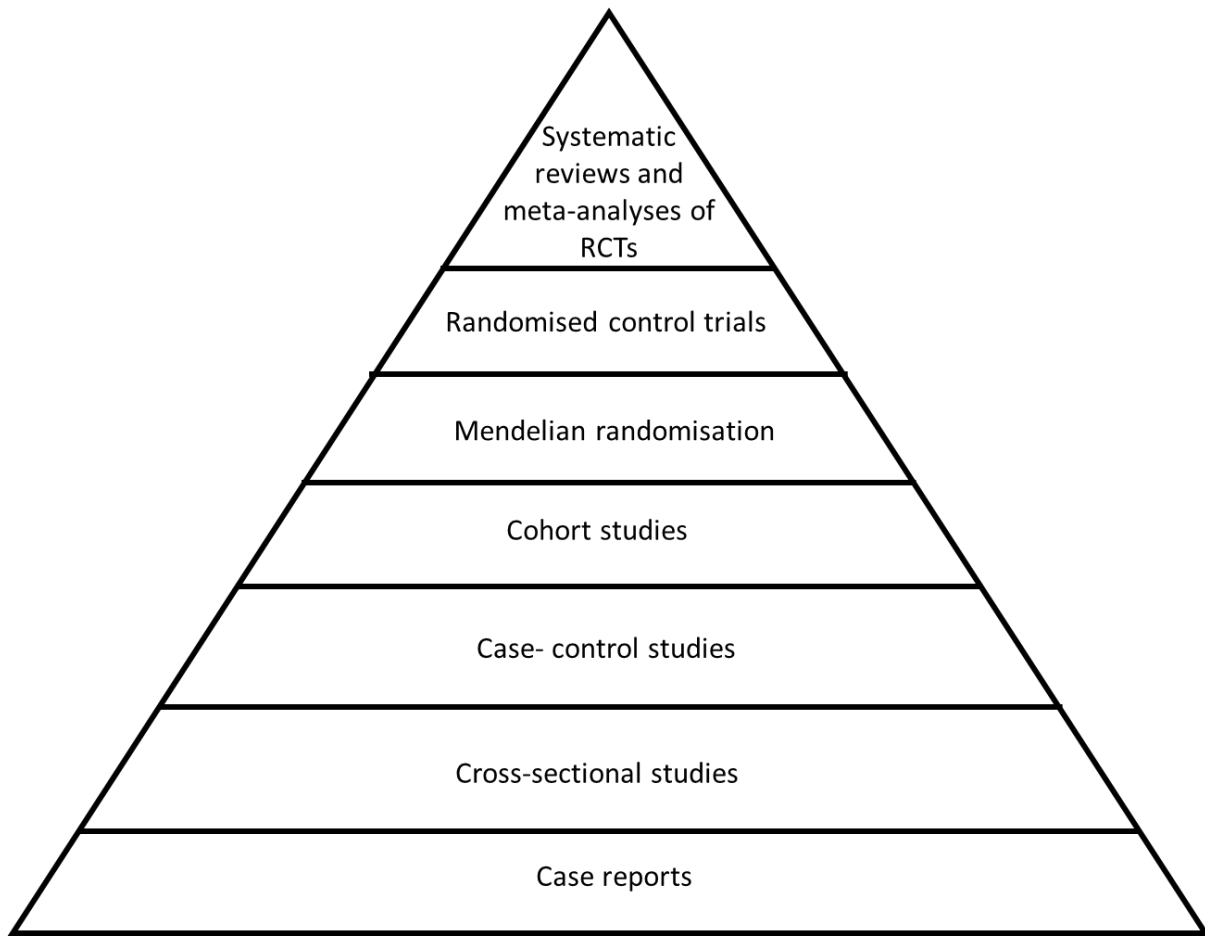 Systematic
reviews and
meta-analyses of
RCTs
Randomised control trials
Mendelian randomisation
Cohort studies
Case- control studies
Cross-sectional studies
Case reports